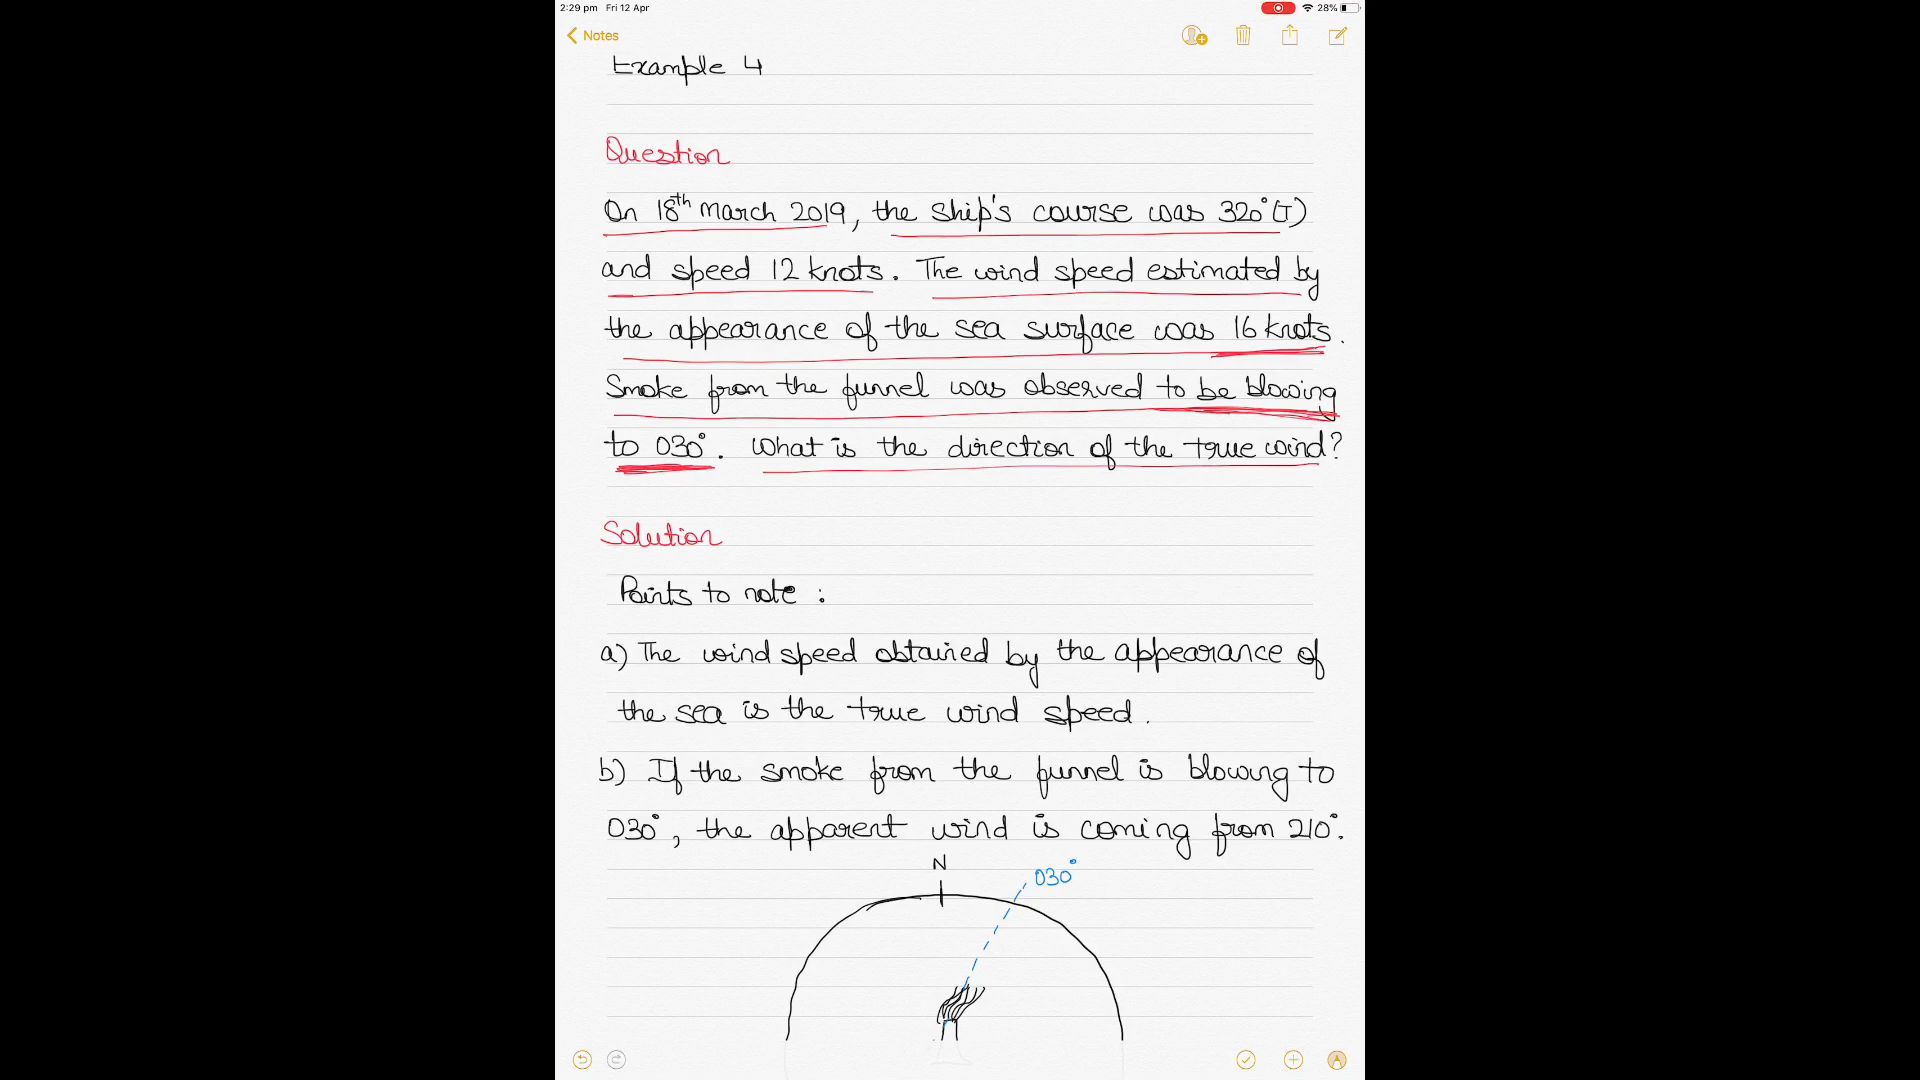 2:29 pm Fri 12 Apr 28%
Notes
Example 4
Question
On 18th March 2019, the ship's course was 320°(T)
and speed 12 knots. The wind speed estimated by
the appearance of the sea surface was 16 knots.
Smoke from the funnel was observed to be blowing
to 030°. What is the direction of the true wind?
Solution
Points to note :
a) The wind speed obtained by the appearance of
the sea is the true wind speed.
b) If the smoke from the funnel is blowing to
030°, the apparent wind is coming from 210°.
N
030°